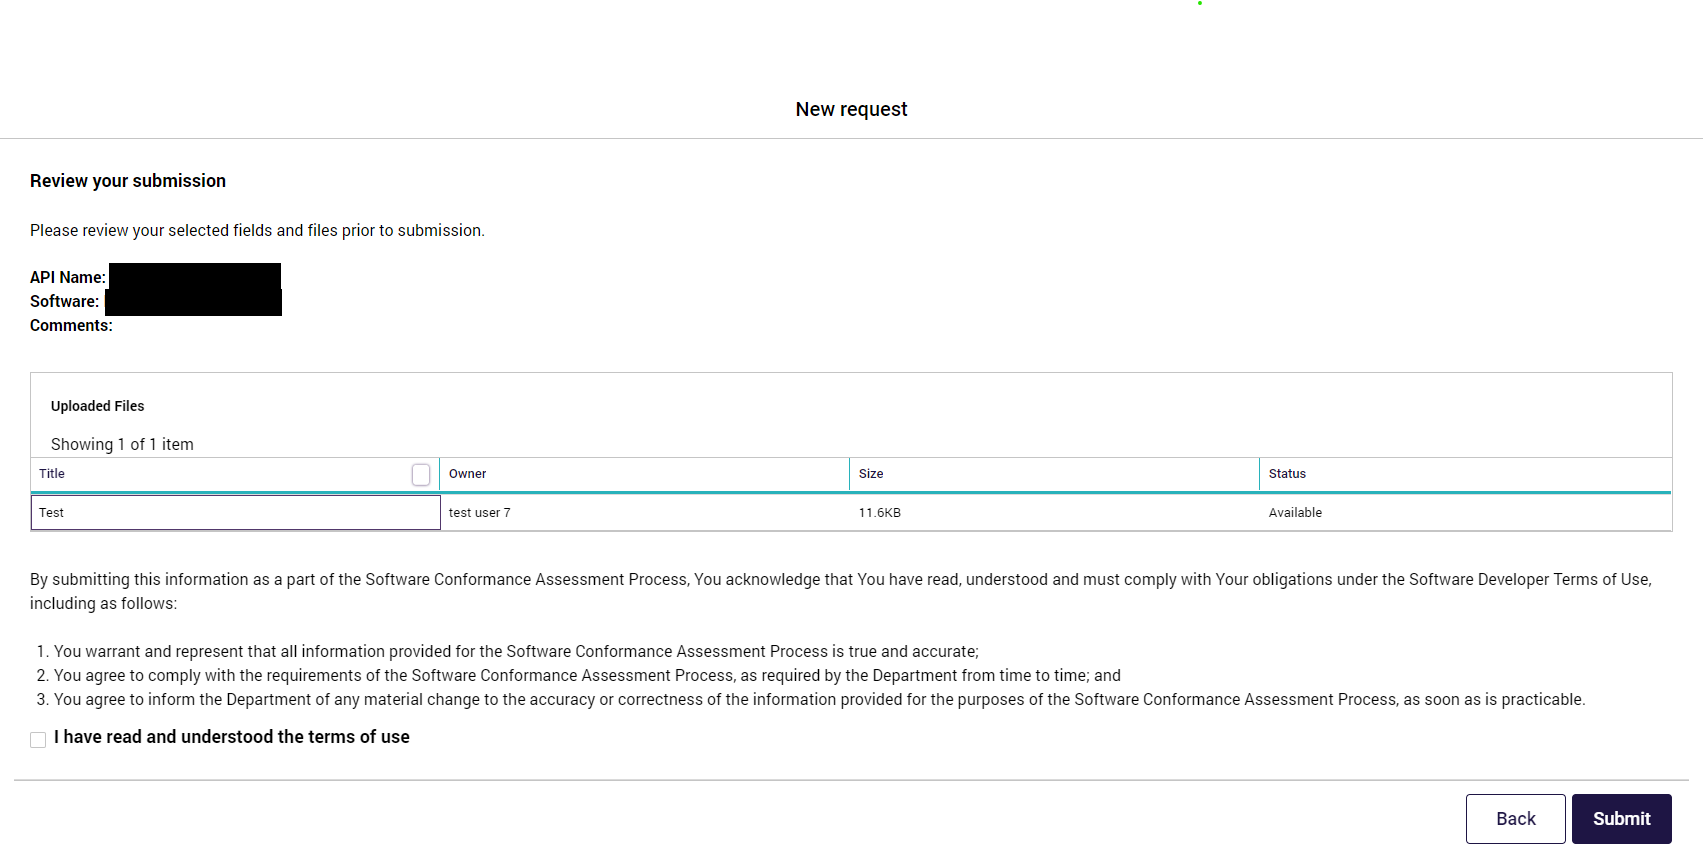 New request
Review your submission
Please review your selected fields and files prior to submission.
API Name:
Software:
Comments:
Uploaded Files
Showing 1 of 1 item
Title Owner Size Status
Test test user 7 11.6KB Available
By submitting this information as a part of the Software Conformance Assessment Process, You acknowledge that You have read, understood and must comply with Your obligations under the Software Developer Terms of Use,
including as follows:
1. You warrant and represent that all information provided for the Software Conformance Assessment Process is true and accurate;
2. You agree to comply with the requirements of the Software Conformance Assessment Process, as required by the Department from time to time; and
3. You agree to inform the Department of any material change to the accuracy or correctness of the information provided for the purposes of the Software Conformance Assessment Process, as soon as is practicable.
I have read and understood the terms of use
Back Submit